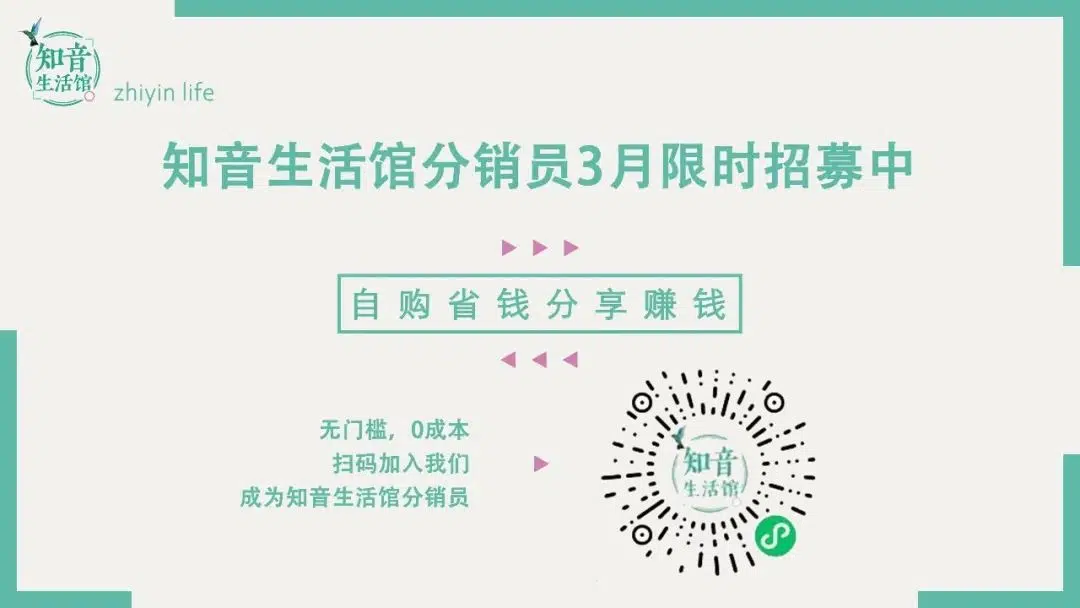 知音
生活馆
zhiyin life
知音生活馆分销员3月限时招募中
自购省钱分享赚钱
无门槛，0成本
扫码加入我们
成为知音生活馆分销员
知音
生活馆